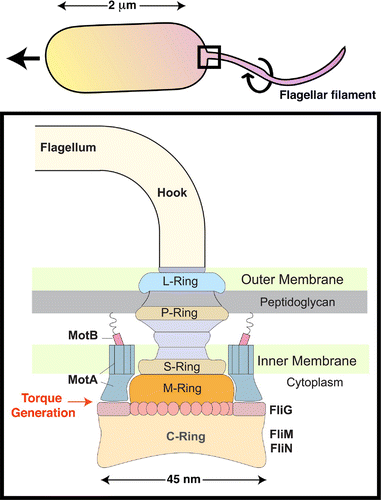 2 μm
Flagellar filament
Flagellum
Hook
L-Ring
Outer Membrane
Peptidoglycan
P-Ring
MotB
S-Ring
Inner Membrane
MotA
M-Ring
Cytoplasm
Torque
Generation
FliG
C-Ring
FliM
FliN
45 nm